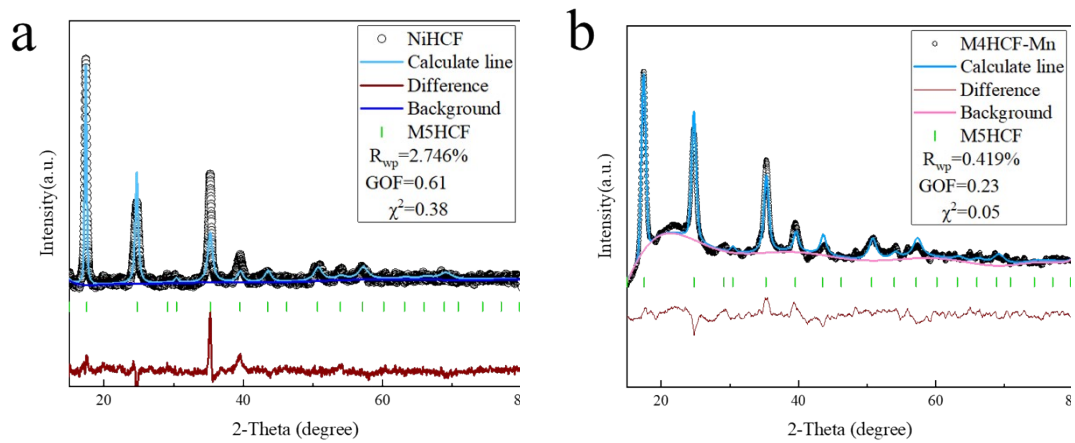 a
NiHCF
Calculate line
Difference
Background
M5HCF
Rwp=2.746%
GOF=0.61
χ²=0.38
Intensity(a.u.)
20
40
60
8
2-Theta (degree)
b
M4HCF-Mn
Calculate line
Difference
Background
M5HCF
Rwp=0.419%
GOF=0.23
χ²=0.05
Intensity(a.u.)
20
40
60
8
2-Theta (degree)